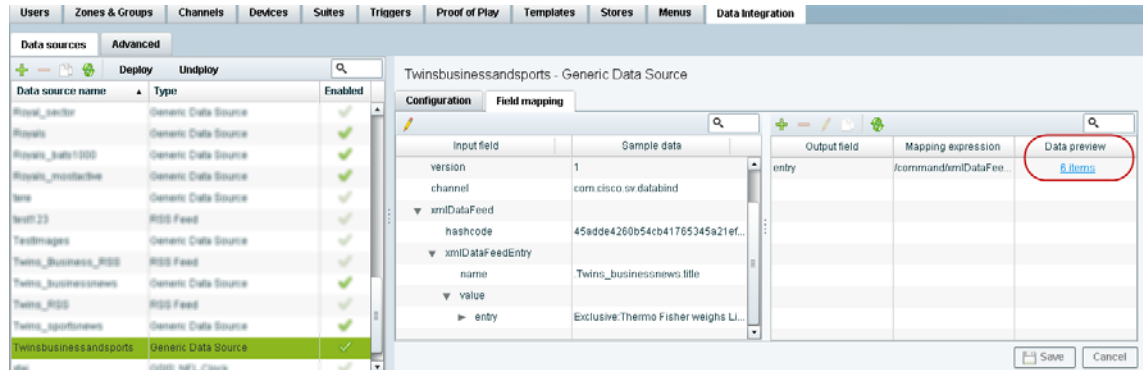 Users Zones & Groups Channels Devices Suites Triggers Proof of Play Templates Stores Menus Data Integration
Data sources Advanced
Deploy Undploy
Twinsbusinessandsports - Generic Data Source
Data source name Type Enabled
Configuration Field mapping
Royal_sector Generic Data Source
Royals Generic Data Source
Royals_bats1000 Generic Data Source
Royals_mostactive Generic Data Source
Generic Data Source
test123 RSS Feed
TestImages Generic Data Source
Twins_Business_RSS RSS Feed
Twins_businessnews Generic Data Source
Twins_RSS RSS Feed
Twins_sportsnews Generic Data Source
Twinsbusinessandsports Generic Data Source
Input field Sample data
version 1
channel com.cisco.sv.databind
xmlDataFeed
hashcode 45adde4260b54cb41765345a21ef...
xmlDataFeedEntry
name .Twins_businessnews.title
value
entry Exclusive:Thermo Fisher weighs Li...
Output field Mapping expression Data preview
entry /command/xmlDataFee... 6 items
Save Cancel